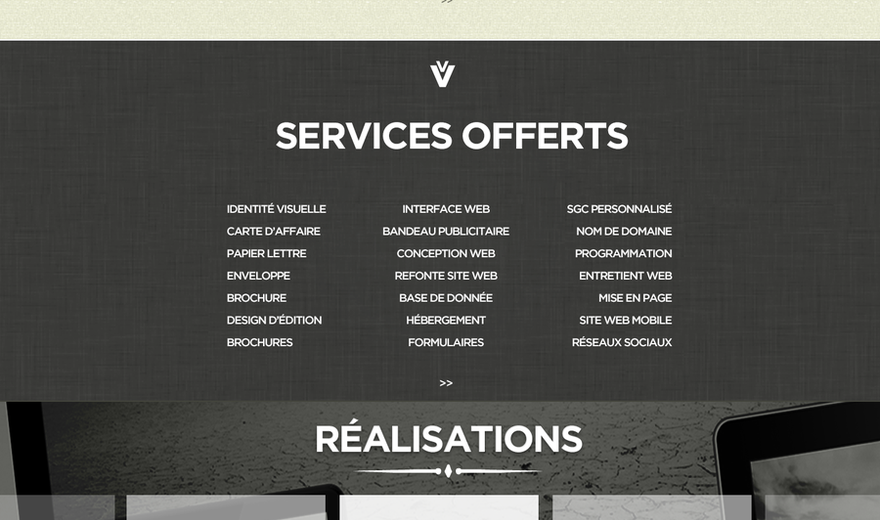 >>
SERVICES OFFERTS
IDENTITÉ VISUELLE
CARTE D'AFFAIRE
PAPIER LETTRE
ENVELOPPE
BROCHURE
DESIGN D'ÉDITION
BROCHURES
INTERFACE WEB
BANDEAU PUBLICITAIRE
CONCEPTION WEB
REFONTE SITE WEB
BASE DE DONNÉE
HÉBERGEMENT
FORMULAIRES
SGC PERSONNALISÉ
NOM DE DOMAINE
PROGRAMMATION
ENTRETIENT WEB
MISE EN PAGE
SITE WEB MOBILE
RÉSEAUX SOCIAUX
>>
RÉALISATIONS